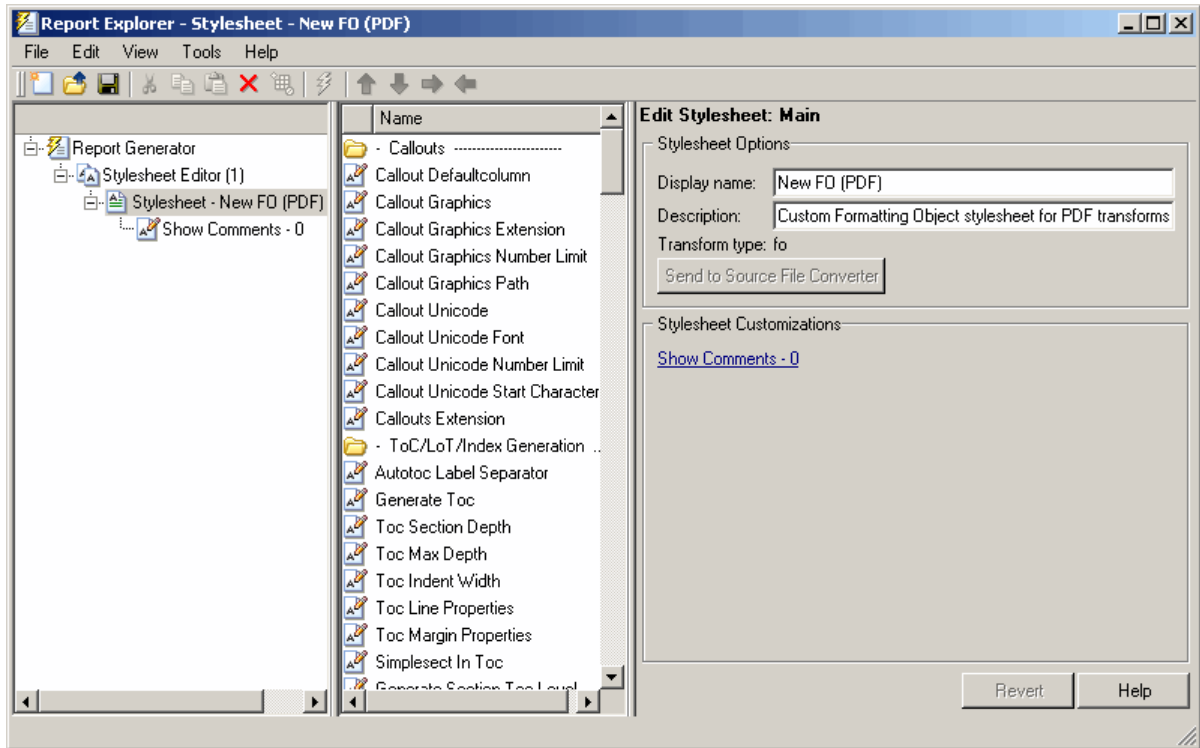 Report Explorer - Stylesheet - New FO (PDF)
File Edit View Tools Help
Report Generator
Stylesheet Editor (1)
Stylesheet - New FO (PDF)
Show Comments - 0
Name
- Callouts -----------------------
Callout Defaultcolumn
Callout Graphics
Callout Graphics Extension
Callout Graphics Number Limit
Callout Graphics Path
Callout Unicode
Callout Unicode Font
Callout Unicode Number Limit
Callout Unicode Start Character
Callouts Extension
- ToC/LoT/Index Generation ..
Autotoc Label Separator
Generate Toc
Toc Section Depth
Toc Max Depth
Toc Indent Width
Toc Line Properties
Toc Margin Properties
Simplesect In Toc
Generate Section Toc Level
Edit Stylesheet: Main
Stylesheet Options
Display name: New FO (PDF)
Description: Custom Formatting Object stylesheet for PDF transforms
Transform type: fo
Send to Source File Converter
Stylesheet Customizations
Show Comments - 0
Revert Help